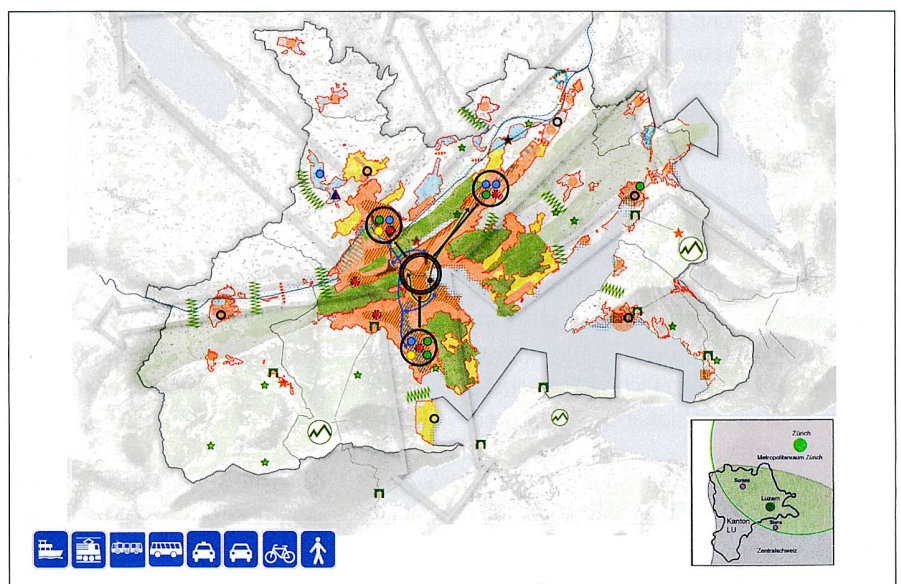 Zürich
Metropolitanraum Zürich
Sursee
Luzern
Kanton
LU
Stans
Zentralschweiz